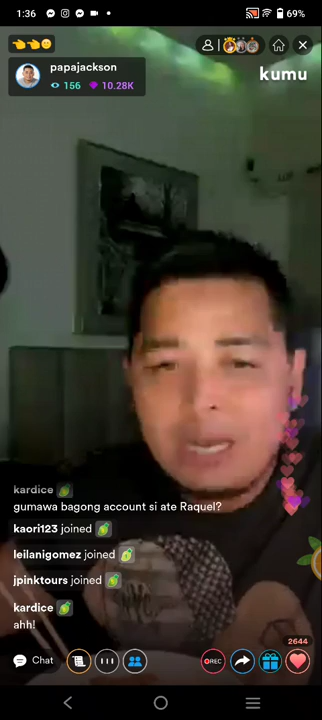 1:36
69%
papajackson
156
10.28K
kumu
kardice
gumawa bagong account si ate Raquel?
kaori123 joined
leilanigomez joined
jpinktours joined
kardice
ahh!
Chat
REC
2644